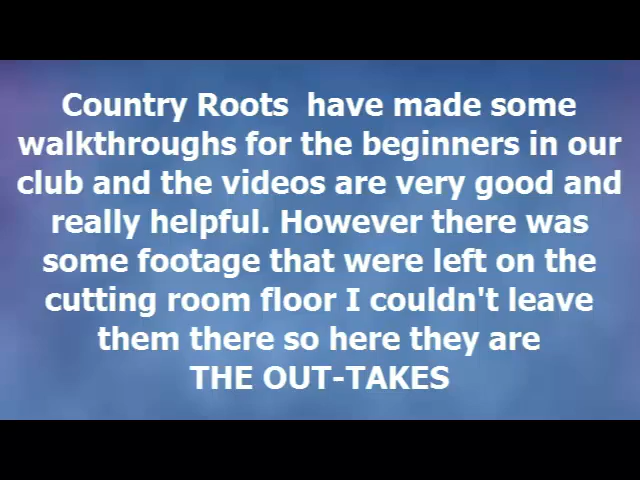 Country Roots  have made some
walkthroughs for the beginners in our
club and the videos are very good and
really helpful. However there was
some footage that were left on the
cutting room floor I couldn't leave
them there so here they are
THE OUT-TAKES